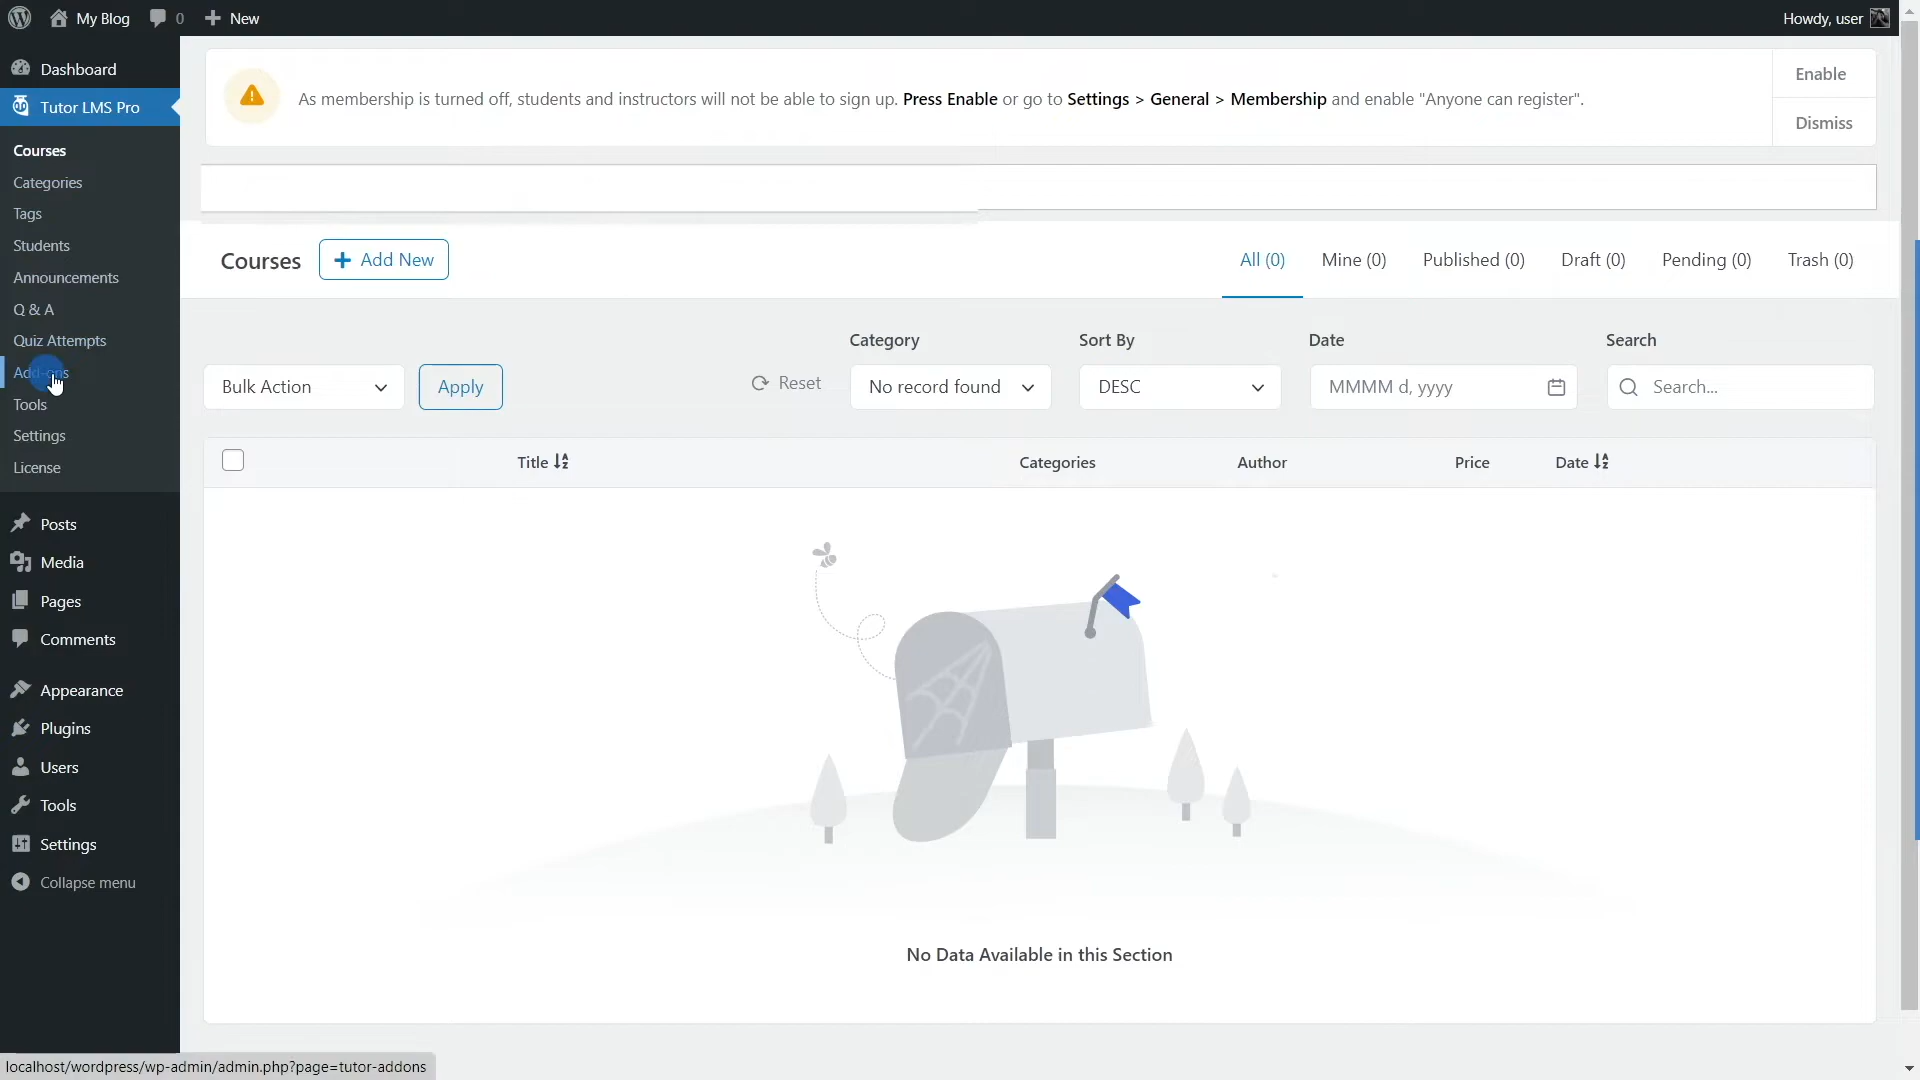 My Blog
0
New
Howdy, user
Dashboard
Tutor LMS Pro
Courses
Categories
Tags
Students
Announcements
Q & A
Quiz Attempts
Add-ons
Tools
Settings
License
Posts
Media
Pages
Comments
Appearance
Plugins
Users
Tools
Settings
Collapse menu
As membership is turned off, students and instructors will not be able to sign up. Press Enable or go to Settings > General > Membership and enable "Anyone can register".
Enable
Dismiss
Courses
+ Add New
All (0)
Mine (0)
Published (0)
Draft (0)
Pending (0)
Trash (0)
Category
Sort By
Date
Search
Bulk Action
Apply
Reset
No record found
DESC
MMMM d, yyyy
Search...
Title
Categories
Author
Price
Date
No Data Available in this Section
localhost/wordpress/wp-admin/admin.php?page=tutor-addons